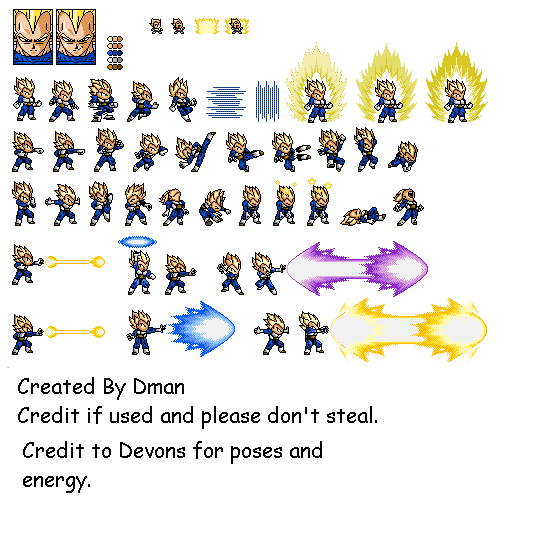 Created By Dman
Credit if used and please don't steal.
Credit to Devons for poses and
energy.